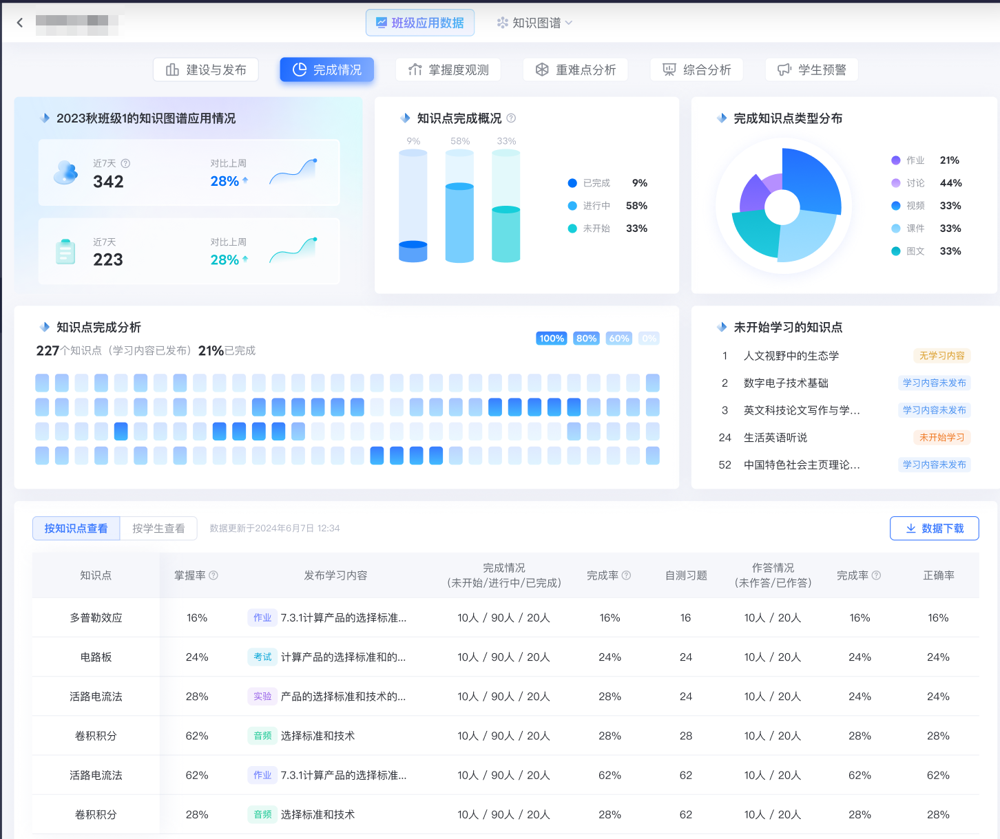 班级应用数据
知识图谱
建设与发布
完成情况
掌握度观测
重难点分析
综合分析
学生预警
2023秋班级1的知识图谱应用情况
近7天
342
对比上周
28%
近7天
223
对比上周
28%
知识点完成概况
9%
58%
33%
已完成 9%
进行中 58%
未开始 33%
完成知识点类型分布
作业 21%
讨论 44%
视频 33%
课件 33%
图文 33%
知识点完成分析
227个知识点（学习内容已发布） 21%已完成
100% 80% 60% 0%
未开始学习的知识点
1 人文视野中的生态学 无学习内容
2 数字电子技术基础 学习内容未发布
3 英文科技论文写作与学... 学习内容未发布
24 生活英语听说 未开始学习
52 中国特色社会主页理论... 学习内容未发布
按知识点查看 按学生查看 数据更新于2024年6月7日 12:34 数据下载
知识点 掌握率 发布学习内容 完成情况 (未开始/进行中/已完成) 完成率 自测习题 作答情况 (未作答/已作答) 完成率 正确率
多普勒效应 16% 作业 7.3.1计算产品的选择标准... 10人 / 90人 / 20人 16% 16 10人 / 20人 16% 16%
电路板 24% 考试 计算产品的选择标准和的... 10人 / 90人 / 20人 24% 24 10人 / 20人 24% 24%
活路电流法 28% 实验 产品的选择标准和技术的... 10人 / 90人 / 20人 28% 24 10人 / 20人 24% 24%
卷积积分 62% 音频 选择标准和技术 10人 / 90人 / 20人 28% 28 10人 / 20人 28% 28%
活路电流法 62% 作业 7.3.1计算产品的选择标准... 10人 / 90人 / 20人 62% 62 10人 / 20人 62% 62%
卷积积分 28% 音频 选择标准和技术 10人 / 90人 / 20人 28% 62 10人 / 20人 28% 28%